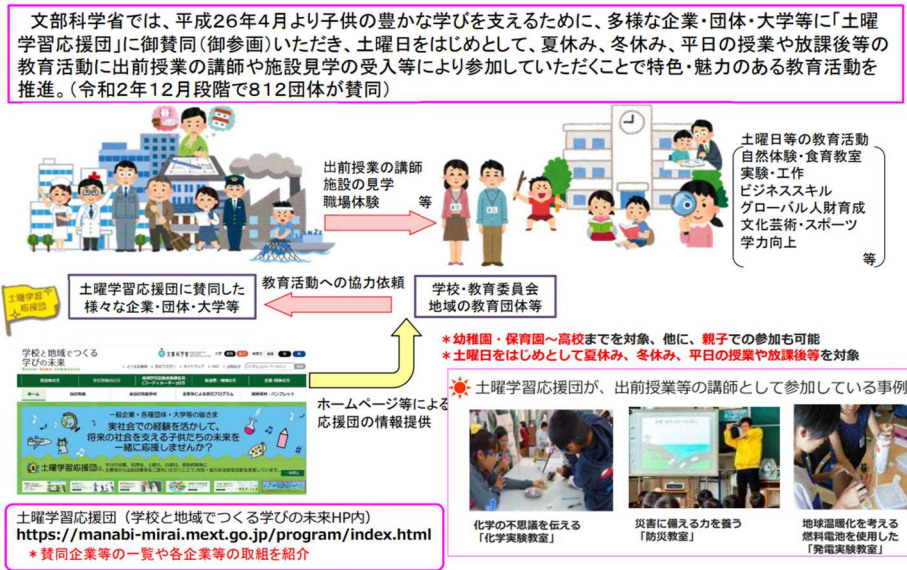 文部科学省では、平成26年4月より子供の豊かな学びを支えるために、多様な企業・団体・大学等に「土曜
学習応援団」に御賛同(御参画)いただき、土曜日をはじめとして、夏休み、冬休み、平日の授業や放課後等の
教育活動に出前授業の講師や施設見学の受入等により参加していただくことで特色・魅力のある教育活動を
推進。(令和2年12月段階で812団体が賛同)
出前授業の講師
施設の見学
職場体験 等
土曜日等の教育活動
自然体験・食育教室
実験・工作
ビジネススキル
グローバル人財育成
文化芸術・スポーツ
学力向上
等
土曜学習
応援団
土曜学習応援団に賛同した
様々な企業・団体・大学等
教育活動への協力依頼
学校・教育委員会
地域の教育団体等
*幼稚園・保育園~高校までを対象、他に、親子での参加も可能
*土曜日をはじめとして夏休み、冬休み、平日の授業や放課後等を対象
学校と地域でつくる
学びの未来
School Home Community
文部科学省
ホーム
一般企業・各種団体・大学等の皆さま
実社会での経験を活かして、
将来の社会を支える子供たちの未来を
一緒に応援しませんか?
土曜学習応援団は
ホームページ等による
応援団の情報提供
土曜学習応援団が、出前授業等の講師として参加している事例
化学の不思議を伝える
「化学実験教室」
災害に備える力を養う
「防災教室」
地球温暖化を考える
燃料電池を使用した
「発電実験教室」
土曜学習応援団(学校と地域でつくる学びの未来HP内)
https://manabi-mirai.mext.go.jp/program/index.html
*賛同企業等の一覧や各企業等の取組を紹介